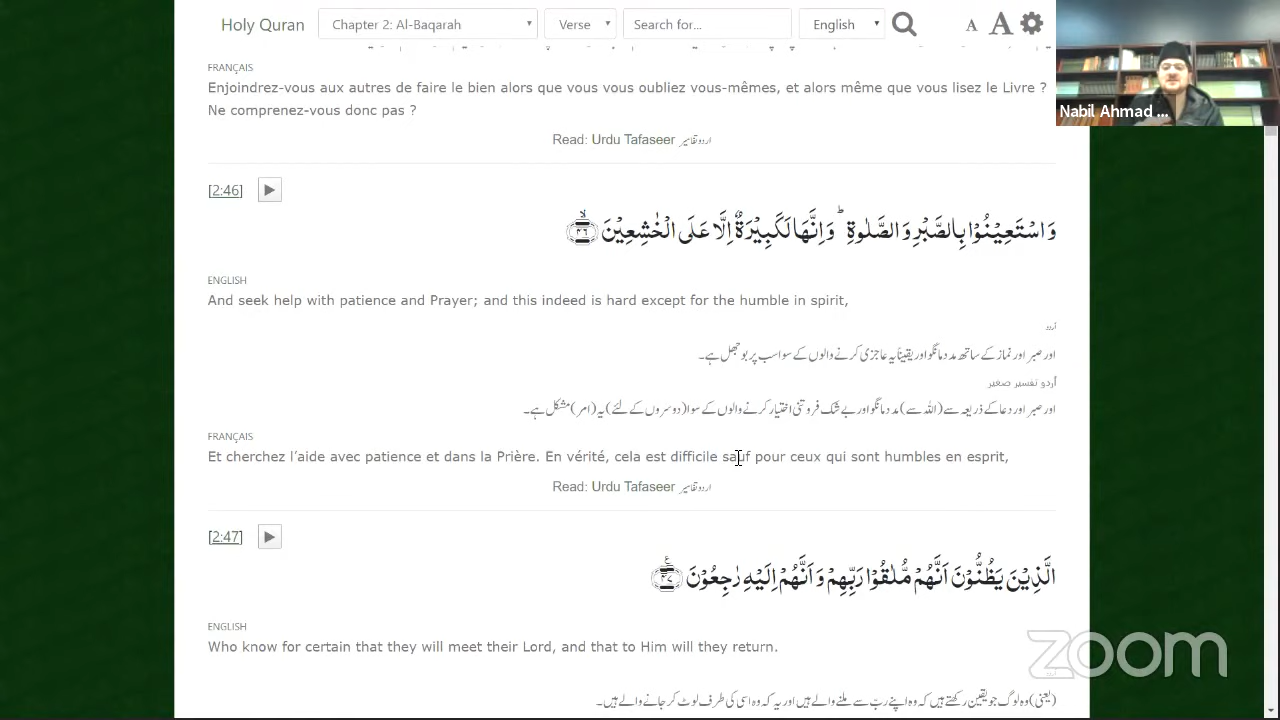 Holy Quran
Chapter 2: Al-Baqarah
Verse
Search for...
English
A A
Nabil Ahmad ...
FRANÇAIS
Enjoindrez-vous aux autres de faire le bien alors que vous vous oubliez vous-mêmes, et alors même que vous lisez le Livre ?
Ne comprenez-vous donc pas ?
Read: Urdu Tafaseer اردو تفاسیر
[2:46]
وَاسْتَعِيْنُوْا بِالصَّبْرِ وَالصَّلٰوةِ ؕ وَاِنَّهَا لَكَبِيْرَةٌ اِلَّا عَلَى الْخٰشِعِيْنَ ۙ﴿۴۶﴾
ENGLISH
And seek help with patience and Prayer; and this indeed is hard except for the humble in spirit,
اُردو
اور صبر اور نماز کے ساتھ مدد مانگو اور یقیناً یہ عاجزی کرنے والوں کے سوا سب پر بوجھل ہے۔
اُردو تفسیر صغیر
اور صبر اور دعا کے ذریعہ سے (اللہ سے) مدد مانگو اور بے شک فروتنی اختیار کرنے والوں کے سوا (دوسروں کے لئے) یہ (امر) مشکل ہے۔
FRANÇAIS
Et cherchez l’aide avec patience et dans la Prière. En vérité, cela est difficile sauf pour ceux qui sont humbles en esprit,
Read: Urdu Tafaseer اردو تفاسیر
[2:47]
الَّذِيْنَ يَظُنُّوْنَ اَنَّهُمْ مُّلٰقُوْا رَبِّهِمْ وَاَنَّهُمْ اِلَيْهِ رٰجِعُوْنَ ﴿۴۷﴾
ENGLISH
Who know for certain that they will meet their Lord, and that to Him will they return.
zoom
(یعنی) وہ لوگ جو یقین رکھتے ہیں کہ وہ اپنے ربّ سے ملنے والے ہیں اور یہ کہ وہ اسی کی طرف لوٹ کر جانے والے ہیں۔